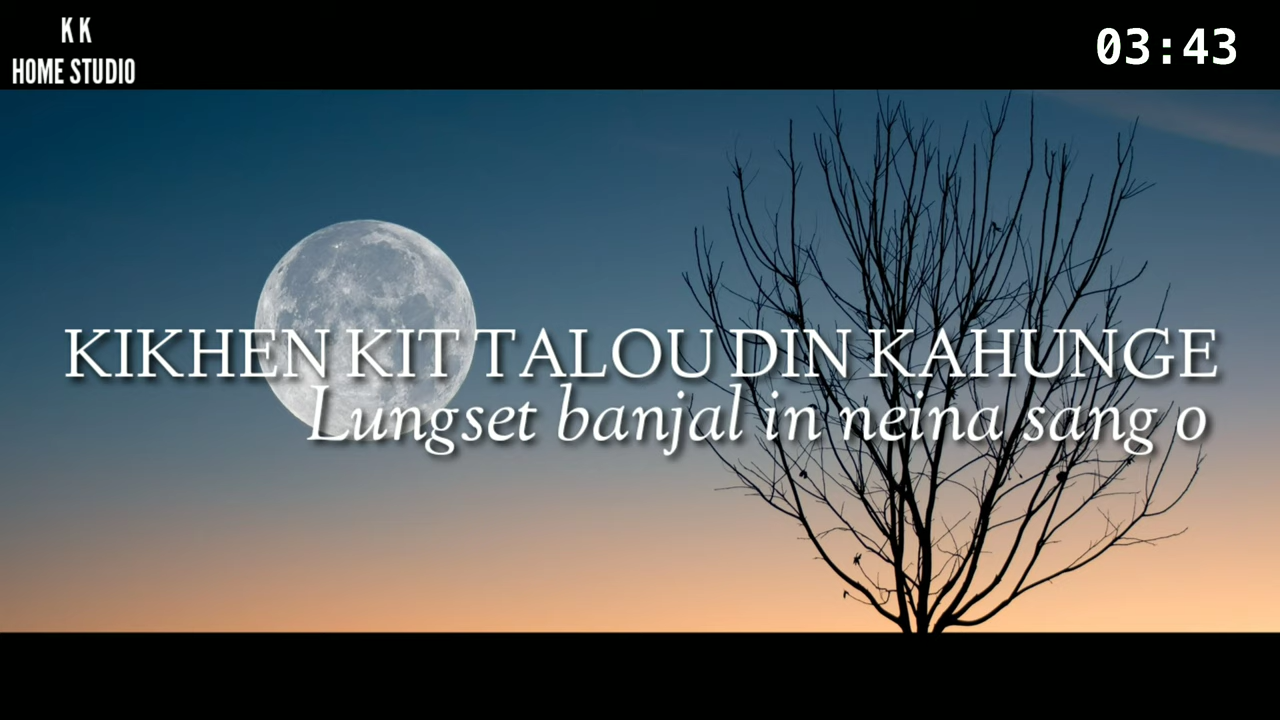 K K
HOME STUDIO
03:43
KIKHEN KIT TALOU DIN KAHUNGE
Lungset banjal in neina sang o